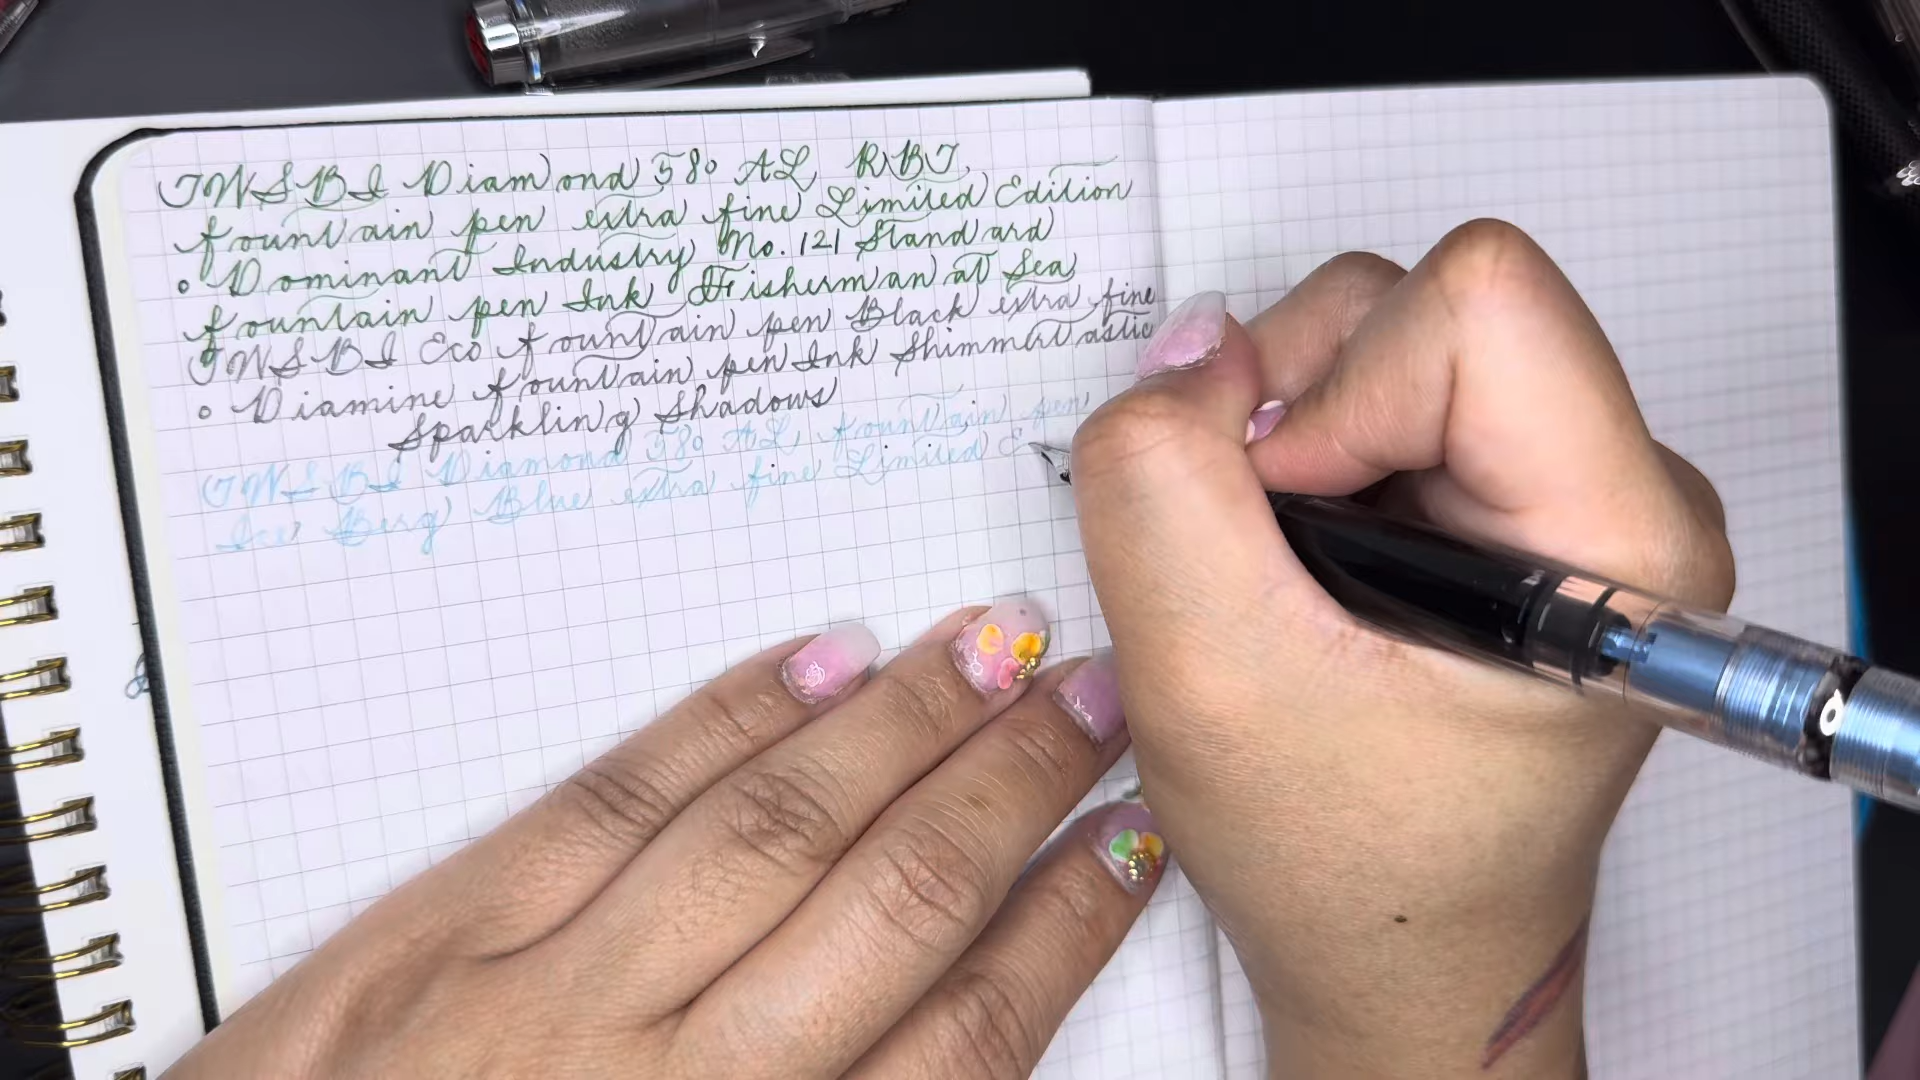 TWSBI Diamond 580 AL RBT
fountain pen extra fine Limited Edition
• Dominant Industry No. 121 Standard
fountain pen Ink Fisherman at Sea
TWSBI Eco fountain pen Black extra fine
• Diamine fountain pen Ink Shimmertastic
Sparkling Shadows
TWSBI Diamond 580 AL fountain pen
Ice Berg Blue extra fine Limited E